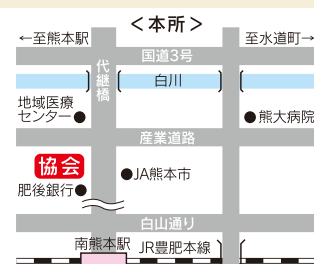 <本所>
←至熊本駅
至水道町→
国道3号
代継橋
白川
地域医療
センター●
●熊大病院
産業道路
協会
●JA熊本市
肥後銀行●
白山通り
南熊本駅
JR豊肥本線